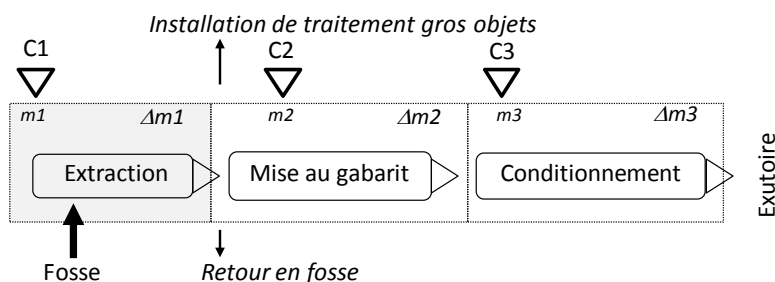 Installation de traitement gros objets
C1
C2
C3
m1
Δm1
m2
Δm2
m3
Δm3
Extraction
Mise au gabarit
Conditionnement
Exutoire
Fosse
Retour en fosse